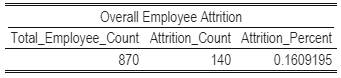 Overall Employee Attrition
Total_Employee_Count Attrition_Count Attrition_Percent
870 140 0.1609195